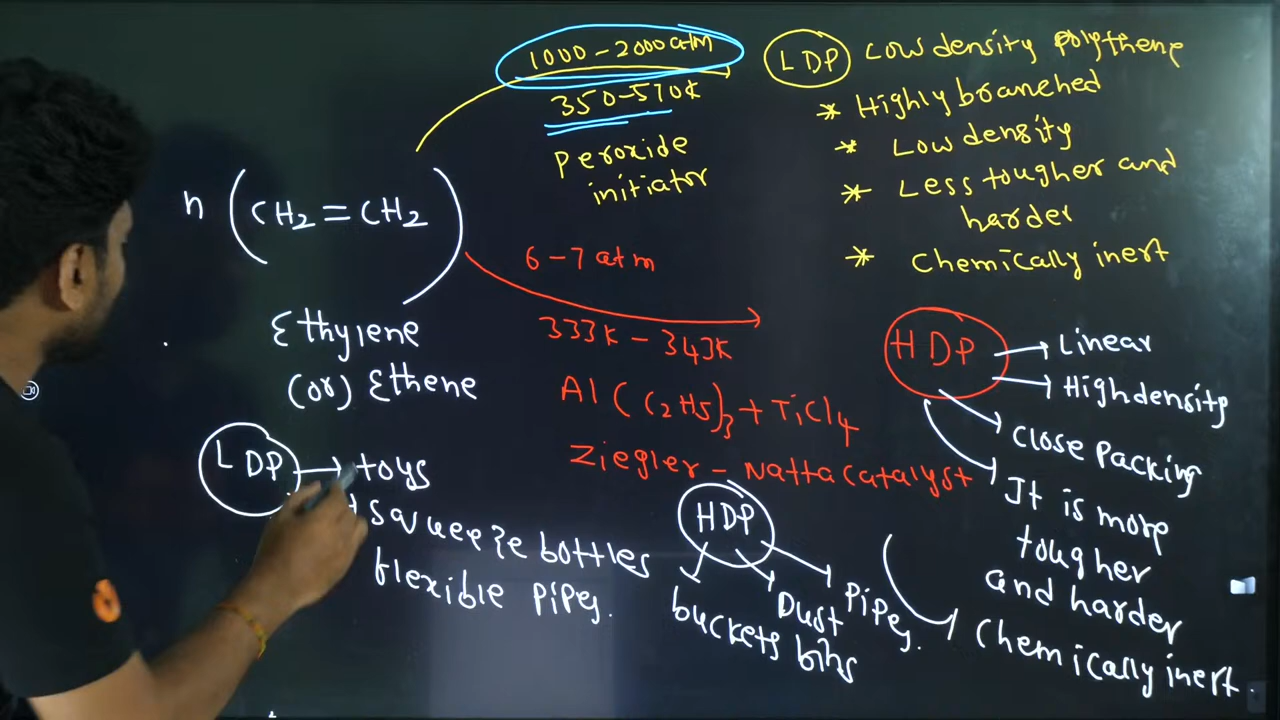 1000 - 2000 atm
350 - 570 K
Peroxide
initiator
n (CH2 = CH2)
Ethylene
(or) Ethene
6 - 7 atm
333K - 343K
Al(C2H5)3 + TiCl4
Ziegler - Natta Catalyst
LDP Low density polythene
* Highly branched
* Low density
* Less tougher and
harder
* Chemically inert
HDP
Linear
High density
Close Packing
It is more
tougher
and harder
Chemically inert.
LDP → toys
squeeze bottles
flexible pipes.
HDP
buckets
Dust
bins
Pipes.